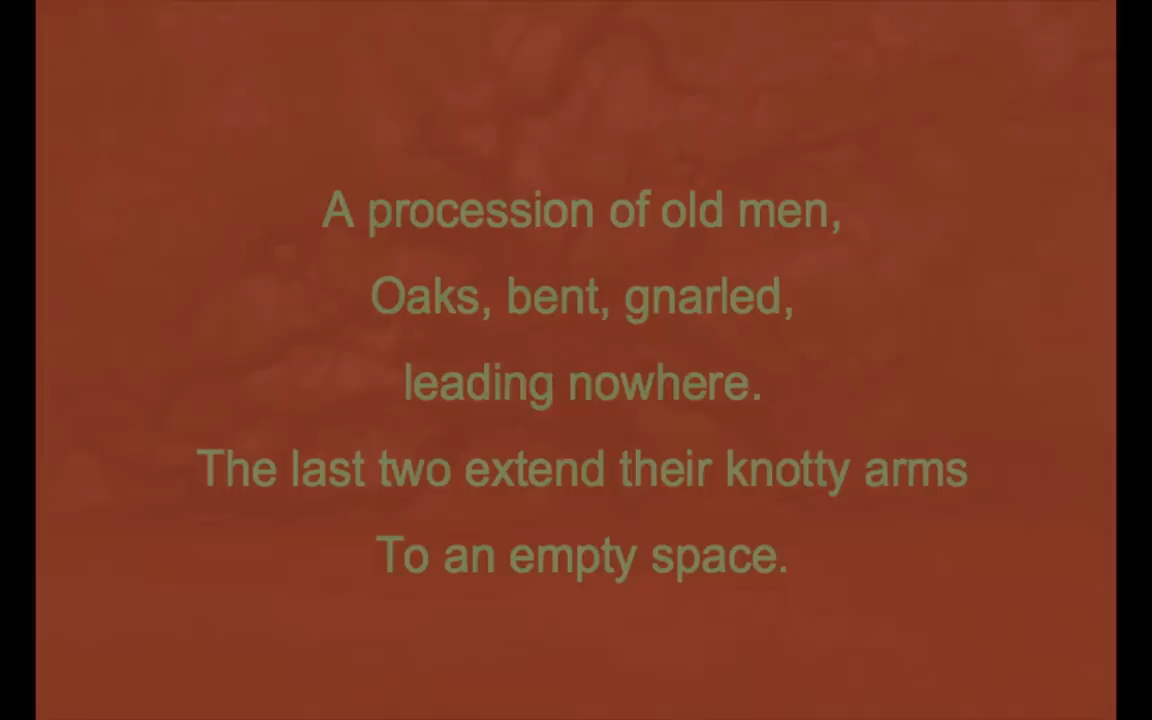 A procession of old men,
Oaks, bent, gnarled,
leading nowhere.
The last two extend their knotty arms
To an empty space.